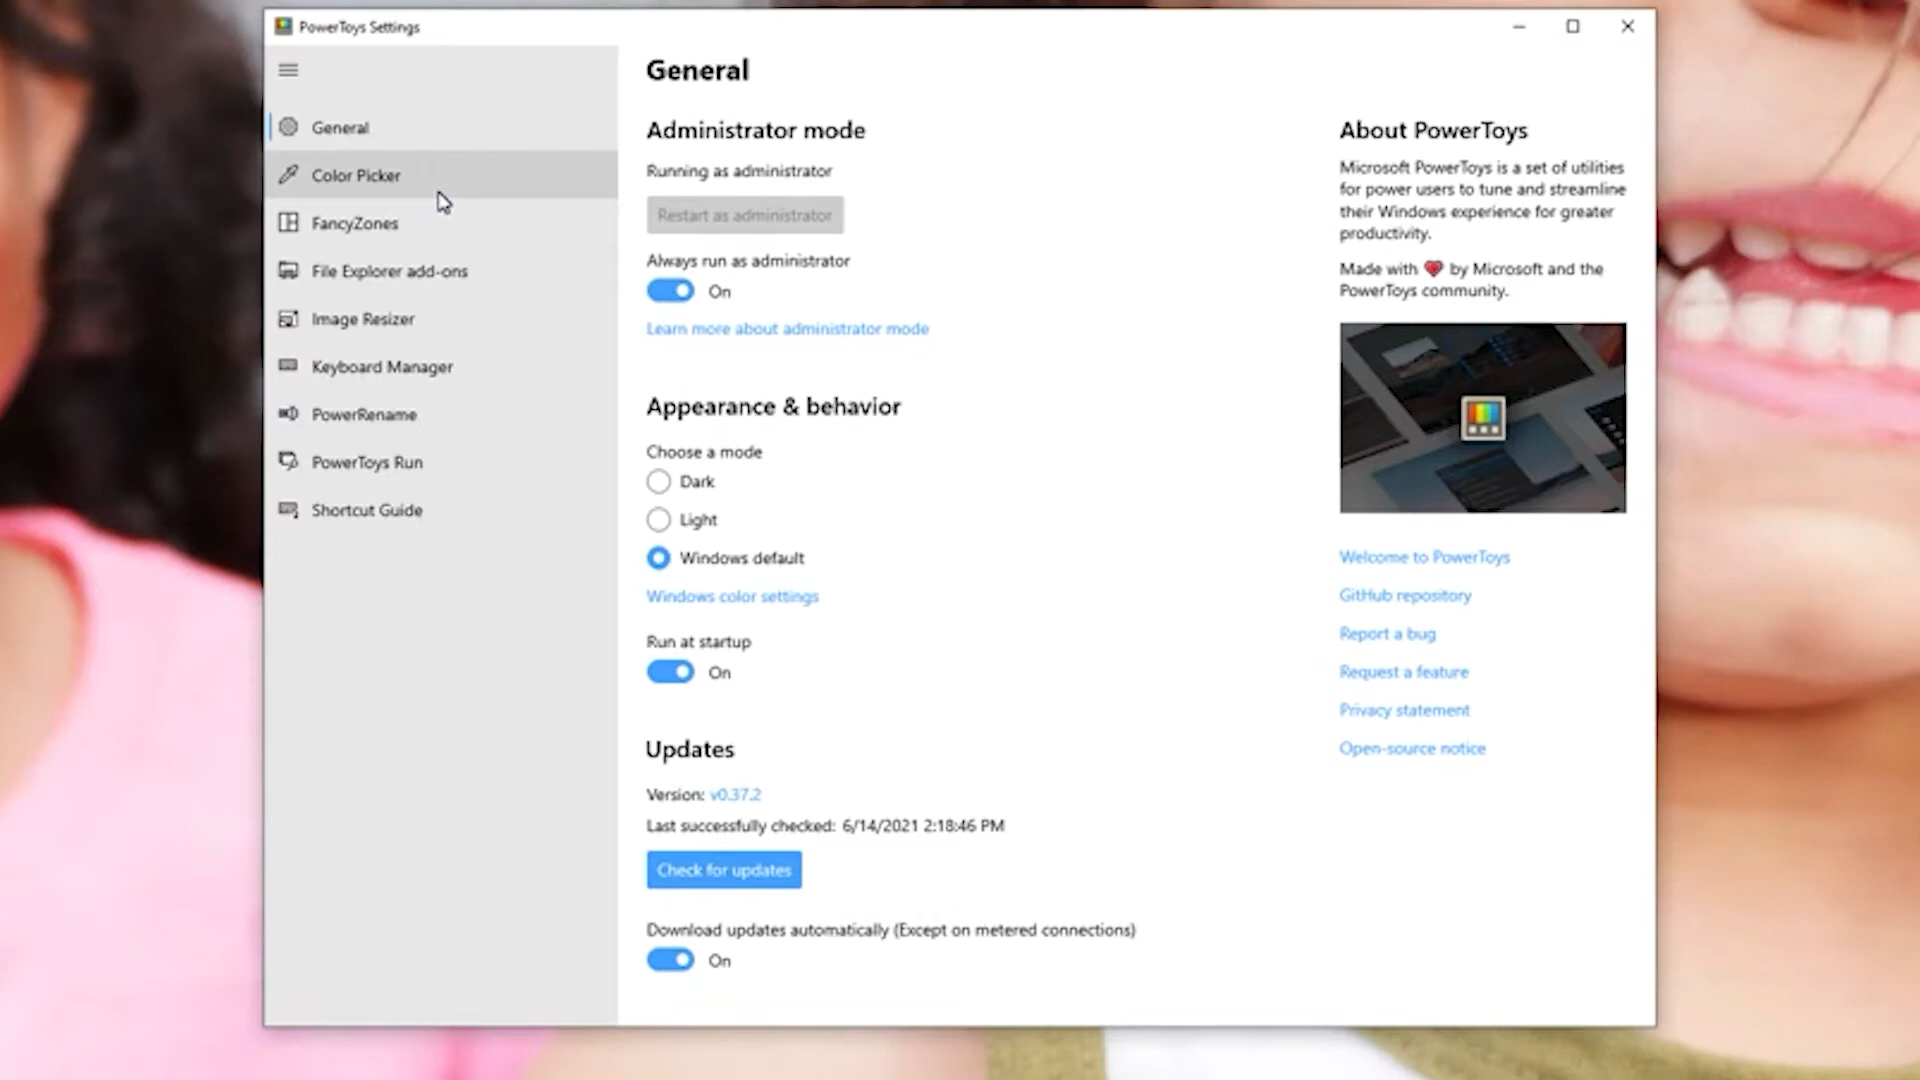 PowerToys Settings
General
Color Picker
FancyZones
File Explorer add-ons
Image Resizer
Keyboard Manager
PowerRename
PowerToys Run
Shortcut Guide
General
Administrator mode
Running as administrator
Restart as administrator
Always run as administrator
On
Learn more about administrator mode
Appearance & behavior
Choose a mode
Dark
Light
Windows default
Windows color settings
Run at startup
On
Updates
Version: v0.37.2
Last successfully checked: 6/14/2021 2:18:46 PM
Check for updates
Download updates automatically (Except on metered connections)
On
About PowerToys
Microsoft PowerToys is a set of utilities
for power users to tune and streamline
their Windows experience for greater
productivity.
Made with ❤ by Microsoft and the
PowerToys community.
Welcome to PowerToys
GitHub repository
Report a bug
Request a feature
Privacy statement
Open-source notice